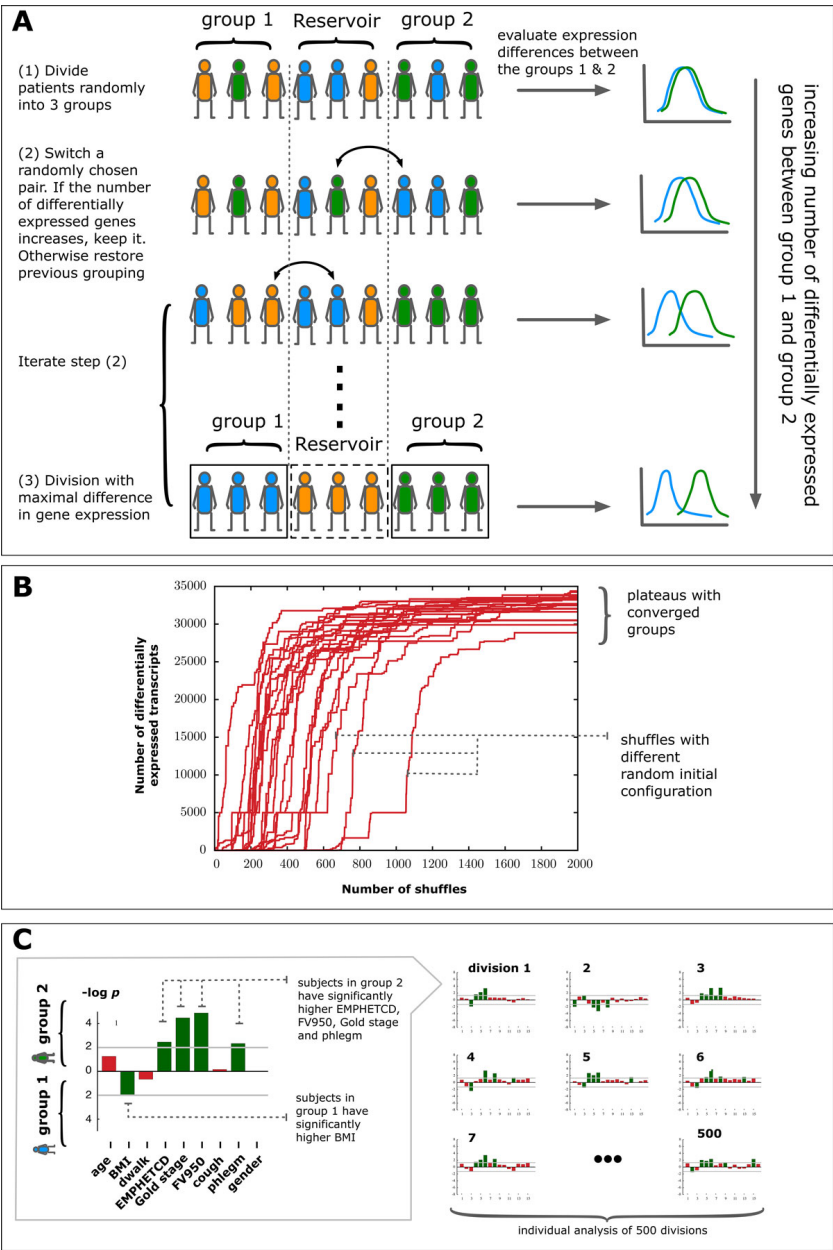 A
group 1
Reservoir
group 2
evaluate expression
differences between
the groups 1 & 2
(1) Divide
patients randomly
into 3 groups
(2) Switch a
randomly chosen
pair. If the number
of differentially
expressed genes
increases, keep it.
Otherwise restore
previous grouping
Iterate step (2)
group 1
Reservoir
group 2
(3) Division with
maximal difference
in gene expression
increasing number of differentially expressed
genes between group 1 and group 2
B
Number of differentially
expressed transcripts
35000
30000
25000
20000
15000
10000
5000
0
0 200 400 600 800 1000 1200 1400 1600 1800 2000
Number of shuffles
plateaus with
converged
groups
shuffles with
different
random initial
configuration
C
-log p
group 2
group 1
4
2
0
2
4
subjects in group 2
have significantly
higher EMPHETCD,
FV950, Gold stage
and phlegm
subjects
in group 1 have
significantly
higher BMI
age
BMI
dwalk
EMPHETCD
Gold stage
FV950
cough
phlegm
gender
division 1
2
3
4
5
6
7
500
individual analysis of 500 divisions